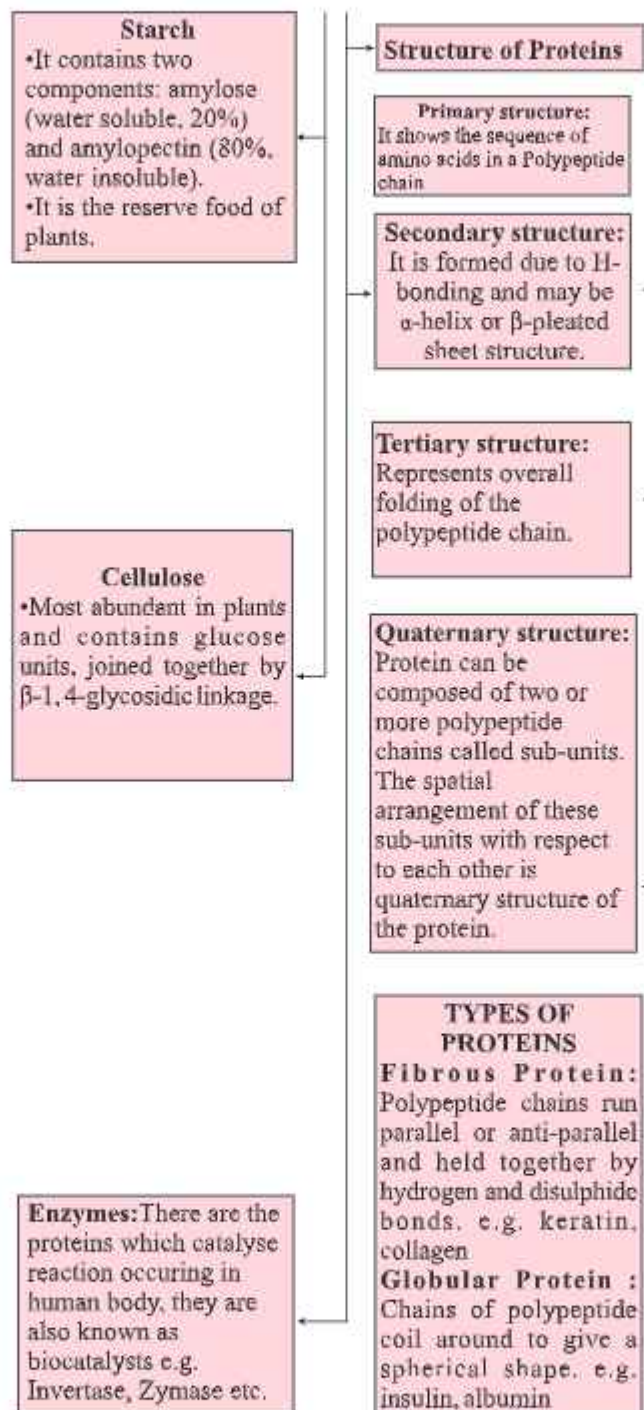 Starch
•It contains two
components: amylose
(water soluble, 20%)
and amylopectin (80%,
water insoluble).
•It is the reserve food of
plants.
Cellulose
•Most abundant in plants
and contains glucose
units, joined together by
β-1, 4-glycosidic linkage.
Enzymes:There are the
proteins which catalyse
reaction occuring in
human body, they are
also known as
biocatalysts e.g.
Invertase, Zymase etc.
Structure of Proteins
Primary structure:
It shows the sequence of
amino acids in a Polypeptide
chain
Secondary structure:
It is formed due to H-
bonding and may be
α-helix or β-pleated
sheet structure.
Tertiary structure:
Represents overall
folding of the
polypeptide chain.
Quaternary structure:
Protein can be
composed of two or
more polypeptide
chains called sub-units.
The spatial
arrangement of these
sub-units with respect
to each other is
quaternary structure of
the protein.
TYPES OF
PROTEINS
Fibrous Protein:
Polypeptide chains run
parallel or anti-parallel
and held together by
hydrogen and disulphide
bonds. e.g. keratin,
collagen
Globular Protein :
Chains of polypeptide
coil around to give a
spherical shape. e.g.
insulin, albumin